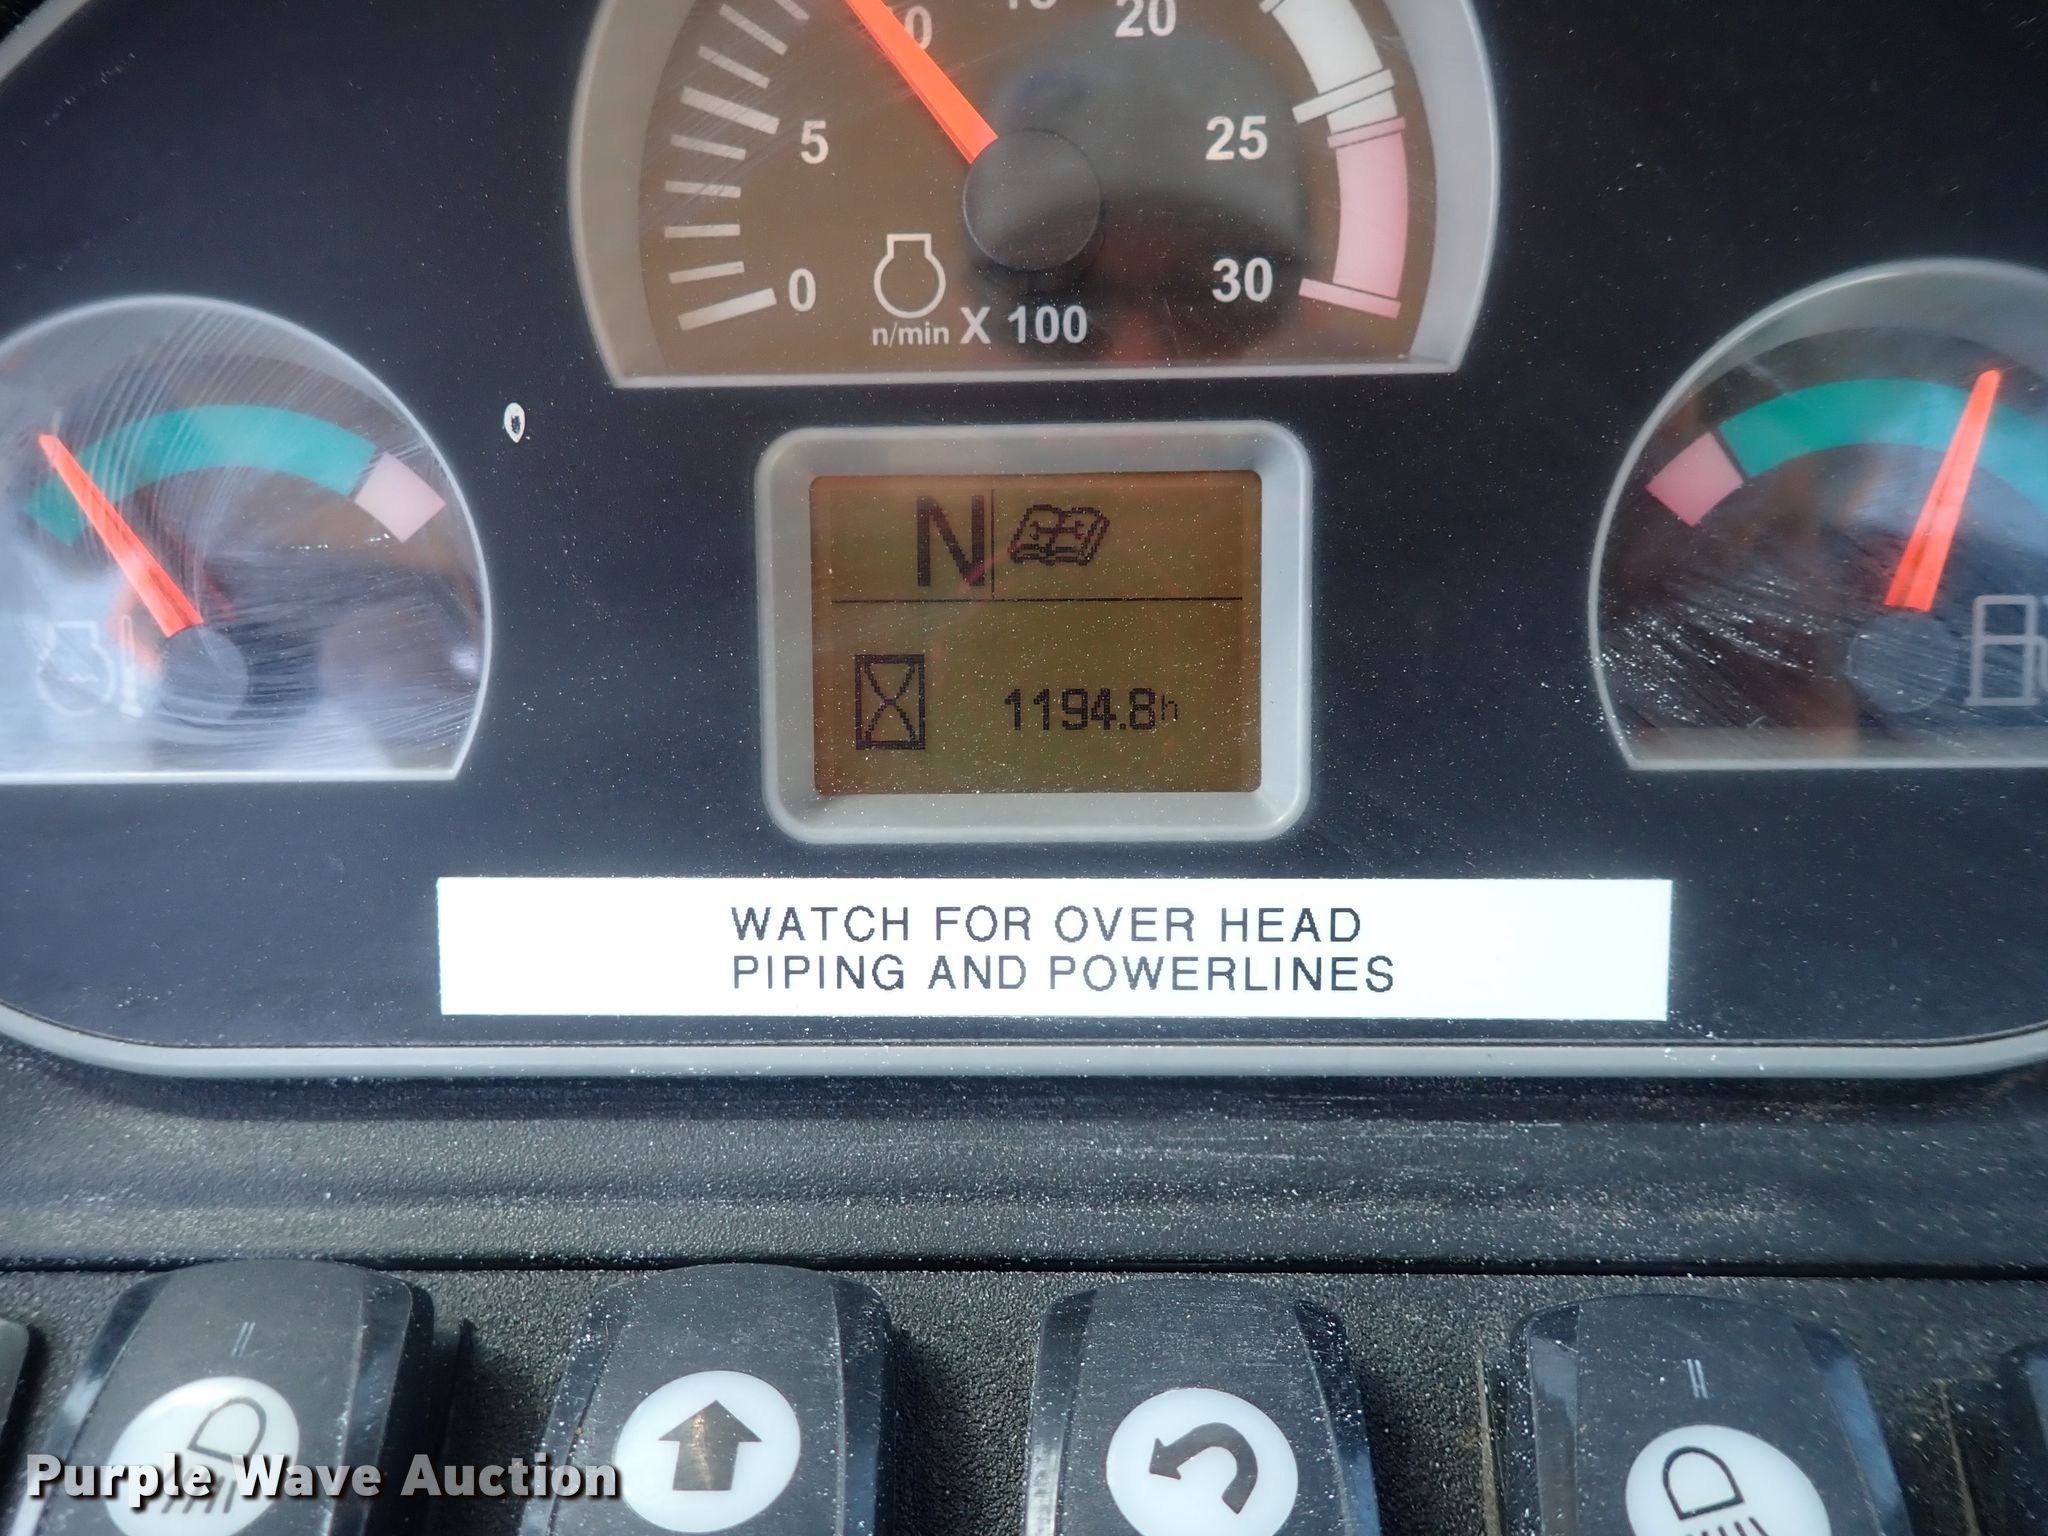 20
5
25
0
30
n/min X 100
N
1194.8h
WATCH FOR OVER HEAD
PIPING AND POWERLINES
Purple Wave Auction